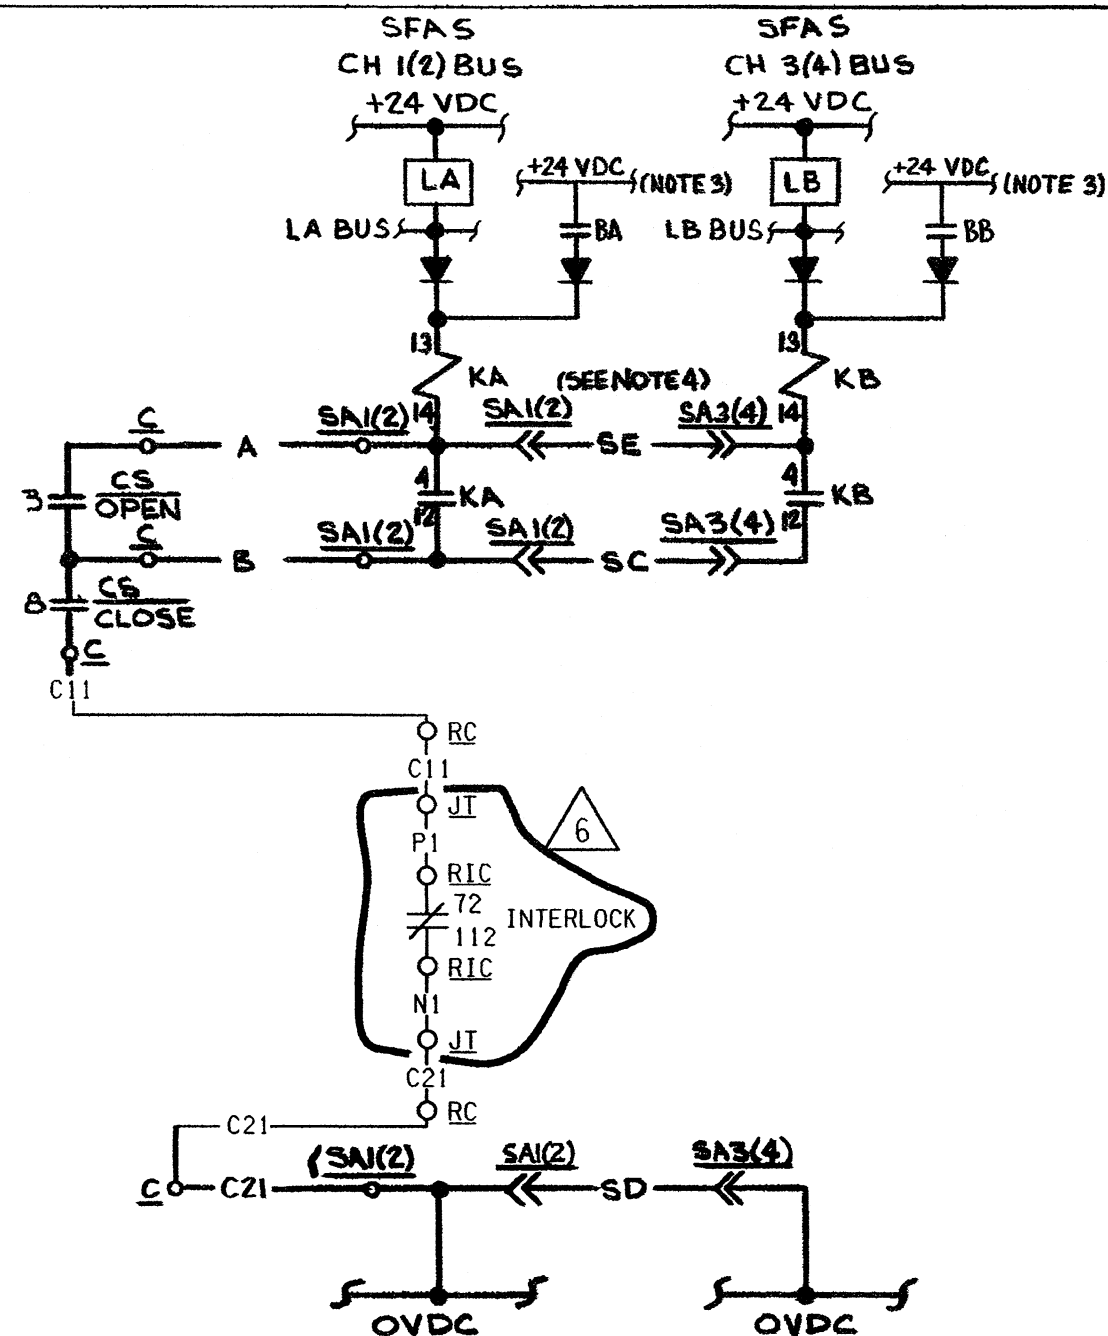 SFAS
CH 1(2) BUS
+24 VDC
SFAS
CH 3(4) BUS
+24 VDC
LA
+24 VDC (NOTE 3)
LB
+24 VDC (NOTE 3)
LA BUS
BA
LB BUS
BB
13
KA
(SEE NOTE 4)
13
KB
14
14
C
A
SA1(2)
SA1(2)
SE
SA3(4)
3
CS
OPEN
4
KA
12
4
KB
12
C
B
SA1(2)
SA1(2)
SC
SA3(4)
8
CS
CLOSE
C
C11
RC
C11
JT
6
P1
RIC
72
INTERLOCK
112
RIC
N1
JT
C21
RC
C21
C
C21
SA1(2)
SA1(2)
SD
SA3(4)
0VDC
0VDC